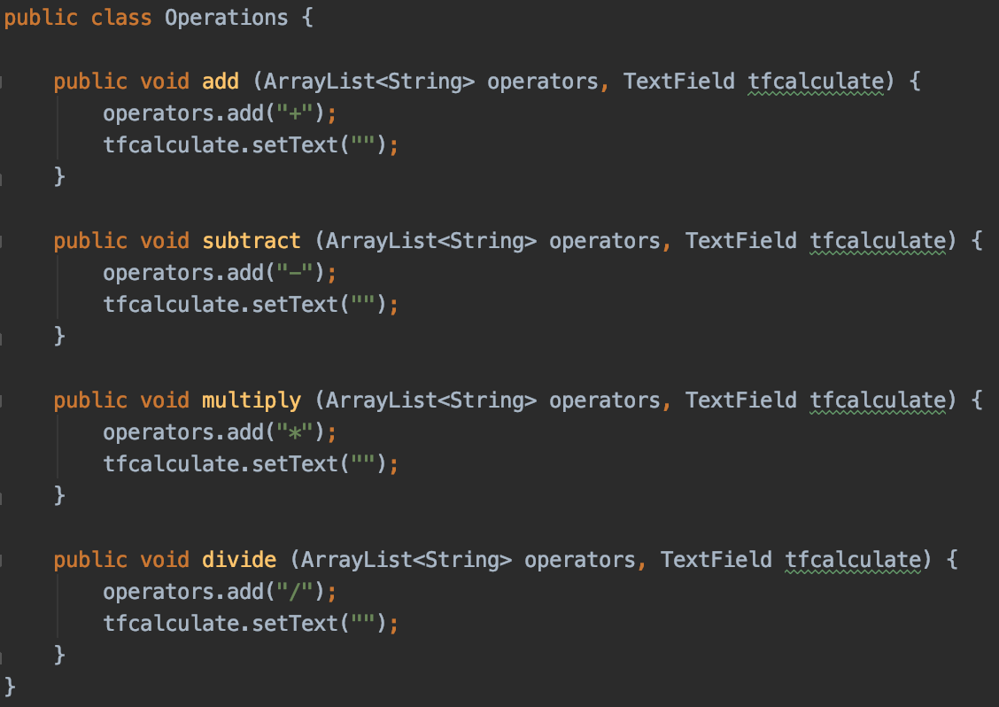 public class Operations {
    public void add (ArrayList<String> operators, TextField tfcalculate) {
        operators.add("+");
        tfcalculate.setText("");
    }
    public void subtract (ArrayList<String> operators, TextField tfcalculate) {
        operators.add("-");
        tfcalculate.setText("");
    }
    public void multiply (ArrayList<String> operators, TextField tfcalculate) {
        operators.add("*");
        tfcalculate.setText("");
    }
    public void divide (ArrayList<String> operators, TextField tfcalculate) {
        operators.add("/");
        tfcalculate.setText("");
    }
}